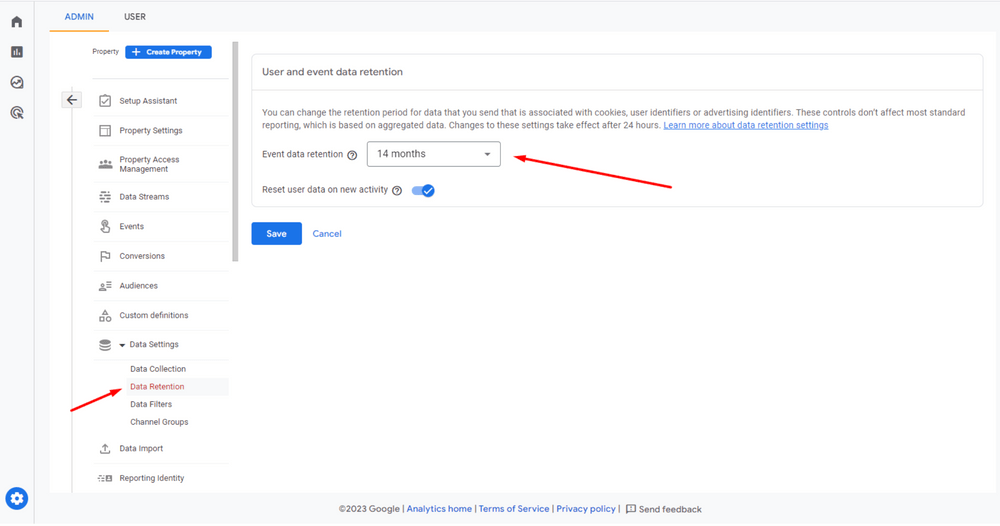 ADMIN
USER
Property
Create Property
Setup Assistant
Property Settings
Property Access
Management
Data Streams
Events
Conversions
Audiences
Custom definitions
Data Settings
Data Collection
Data Retention
Data Filters
Channel Groups
Data Import
Reporting Identity
User and event data retention
You can change the retention period for data that you send that is associated with cookies, user identifiers or advertising identifiers. These controls don't affect most standard
reporting, which is based on aggregated data. Changes to these settings take effect after 24 hours. Learn more about data retention settings
Event data retention
14 months
Reset user data on new activity
Save
Cancel
©2023 Google | Analytics home | Terms of Service | Privacy policy | Send feedback